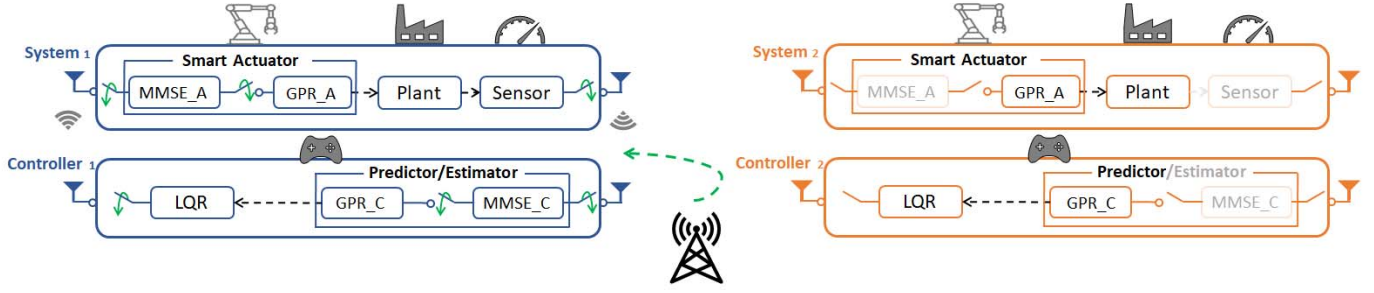 System 1
Smart Actuator
MMSE_A
GPR_A
Plant
Sensor
Controller 1
Predictor/Estimator
LQR
GPR_C
MMSE_C
System 2
Smart Actuator
MMSE_A
GPR_A
Plant
Sensor
Controller 2
Predictor/Estimator
LQR
GPR_C
MMSE_C